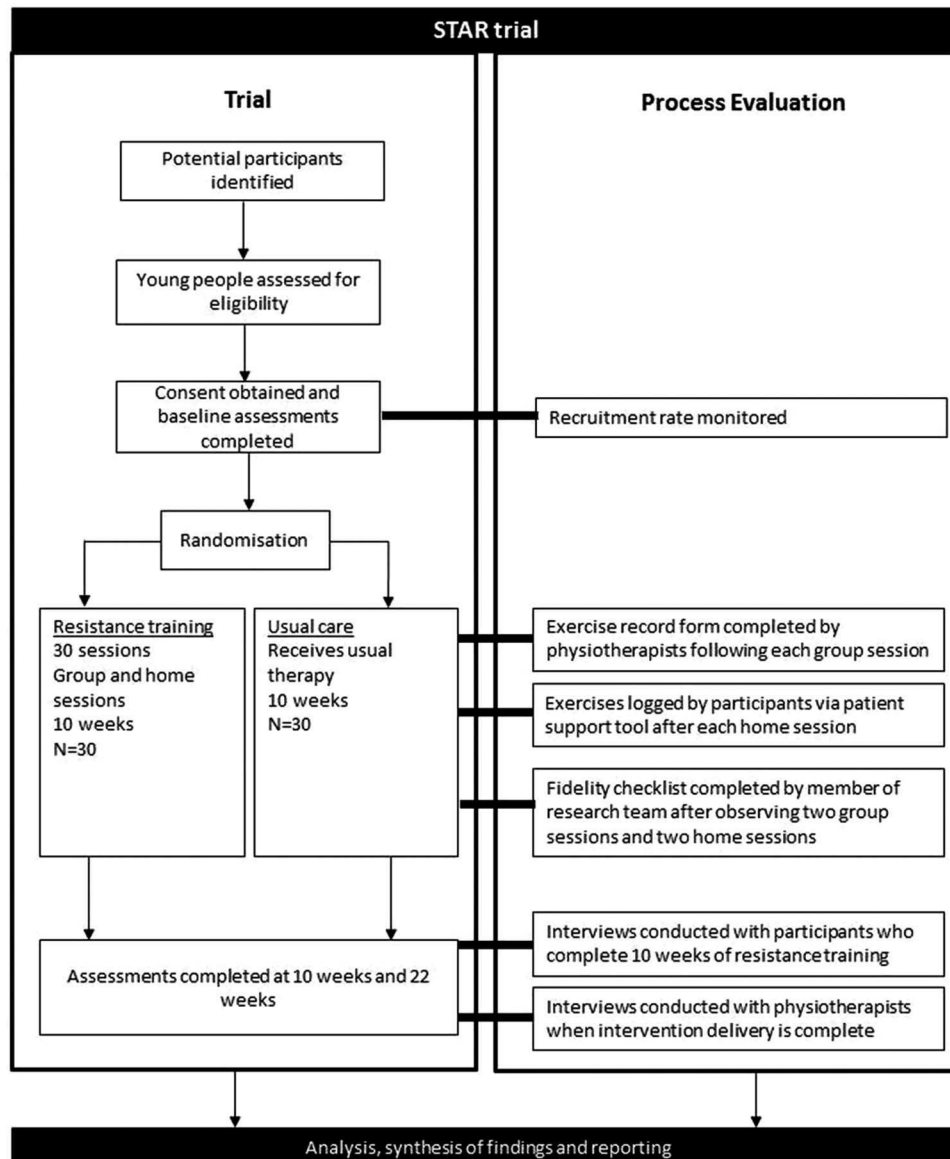 STAR trial
Trial
Process Evaluation
Potential participants
identified
Young people assessed for
eligibility
Consent obtained and
baseline assessments
completed
Recruitment rate monitored
Randomisation
Resistance training
30 sessions
Group and home
sessions
10 weeks
N=30
Usual care
Receives usual
therapy
10 weeks
N=30
Exercise record form completed by
physiotherapists following each group session
Exercises logged by participants via patient
support tool after each home session
Fidelity checklist completed by member of
research team after observing two group
sessions and two home sessions
Assessments completed at 10 weeks and 22
weeks
Interviews conducted with participants who
complete 10 weeks of resistance training
Interviews conducted with physiotherapists
when intervention delivery is complete
Analysis, synthesis of findings and reporting